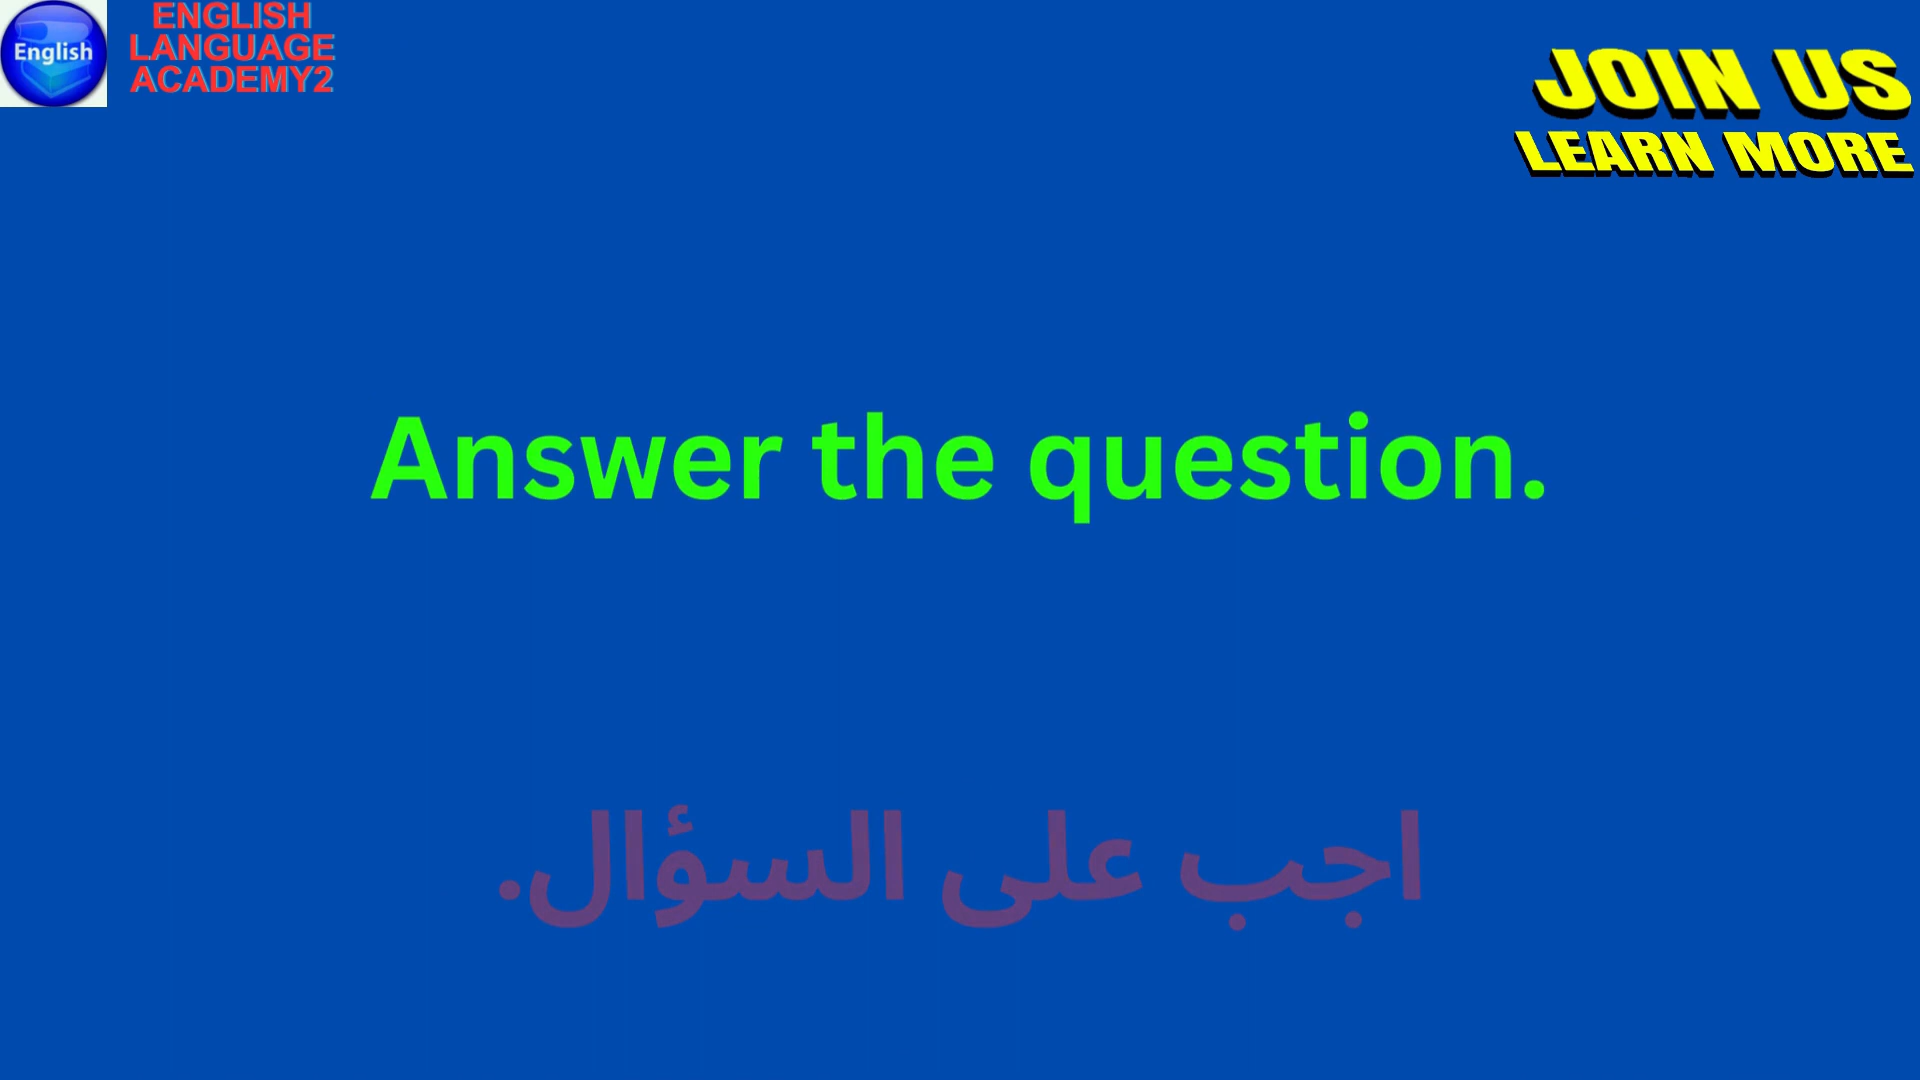 English
ENGLISH
LANGUAGE
ACADEMY2
JOIN US
LEARN MORE
Answer the question.
اجب على السؤال.